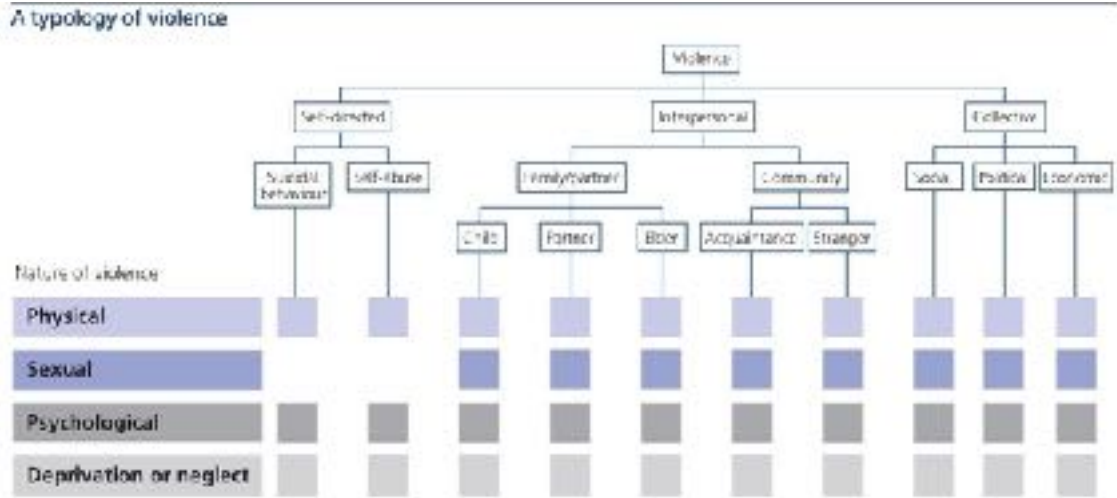 A typology of violence
Violence
Self-directed
Interpersonal
Collective
Suicidal
behaviour
Self-Abuse
Family/partner
Community
Social
Political
Economic
Child
Partner
Elder
Acquaintance
Stranger
Nature of violence
Physical
Sexual
Psychological
Deprivation or neglect